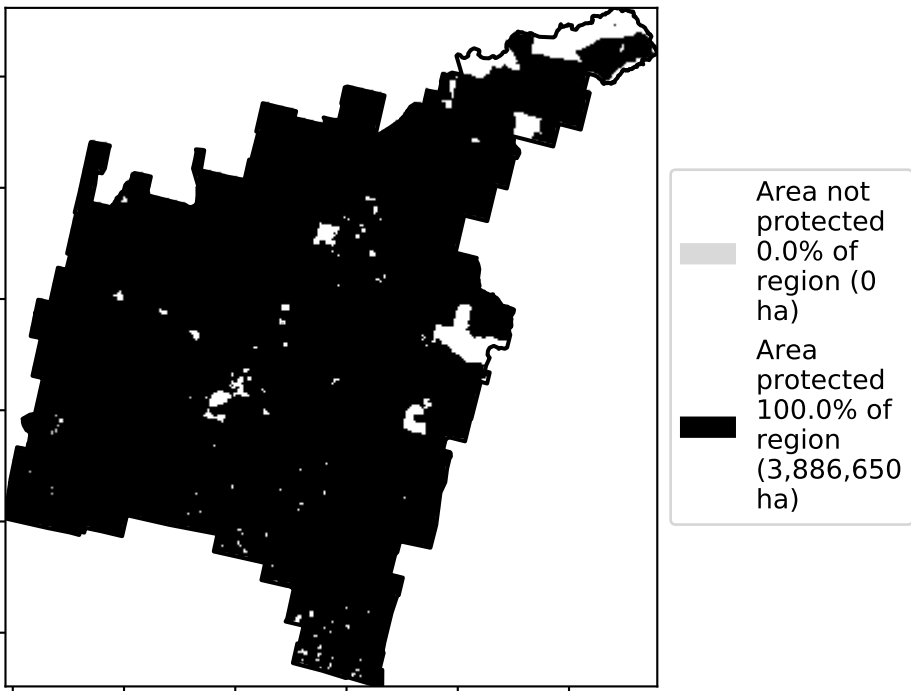 Area not
protected
0.0% of
region (0
ha)
Area
protected
100.0% of
region
(3,886,650
ha)